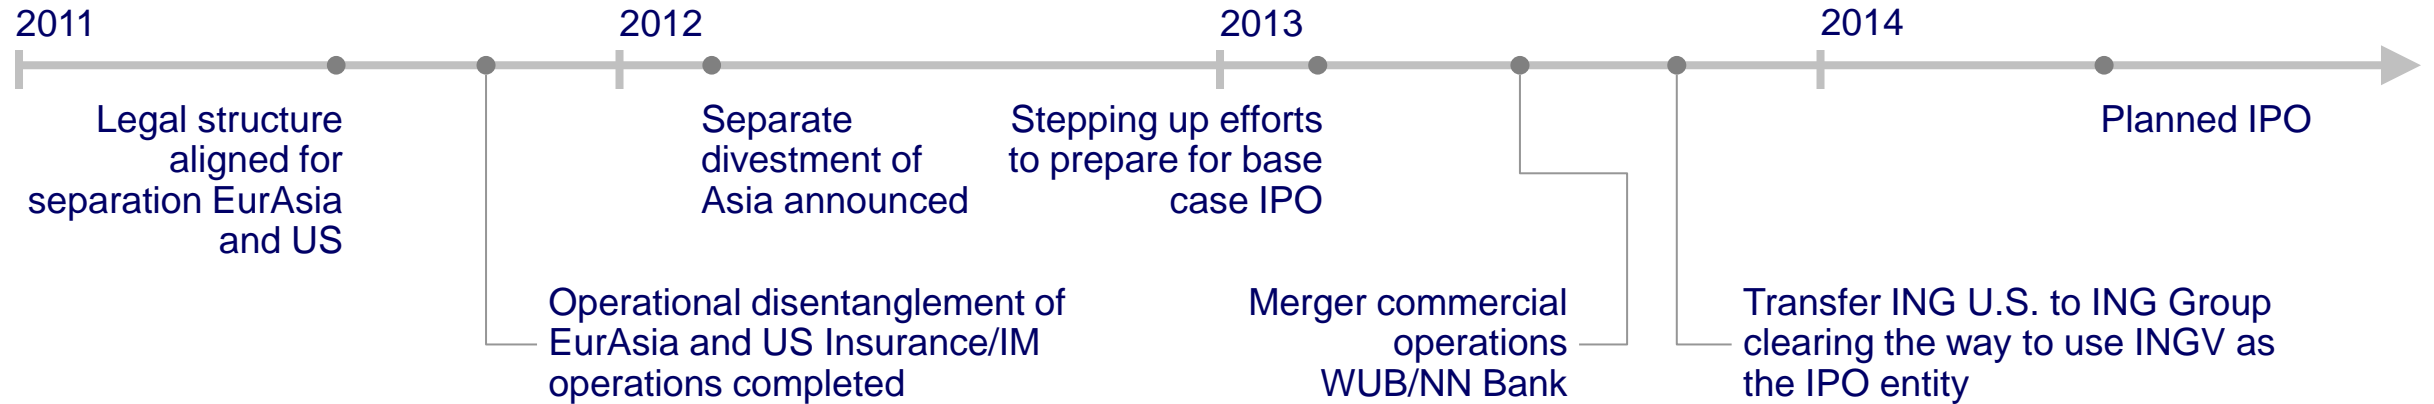 2011
2012
2013
2014
Legal structure
aligned for
separation EurAsia
and US
Operational disentanglement of
EurAsia and US Insurance/IM
operations completed
Separate
divestment of
Asia announced
Stepping up efforts
to prepare for base
case IPO
Merger commercial
operations
WUB/NN Bank
Transfer ING U.S. to ING Group
clearing the way to use INGV as
the IPO entity
Planned IPO